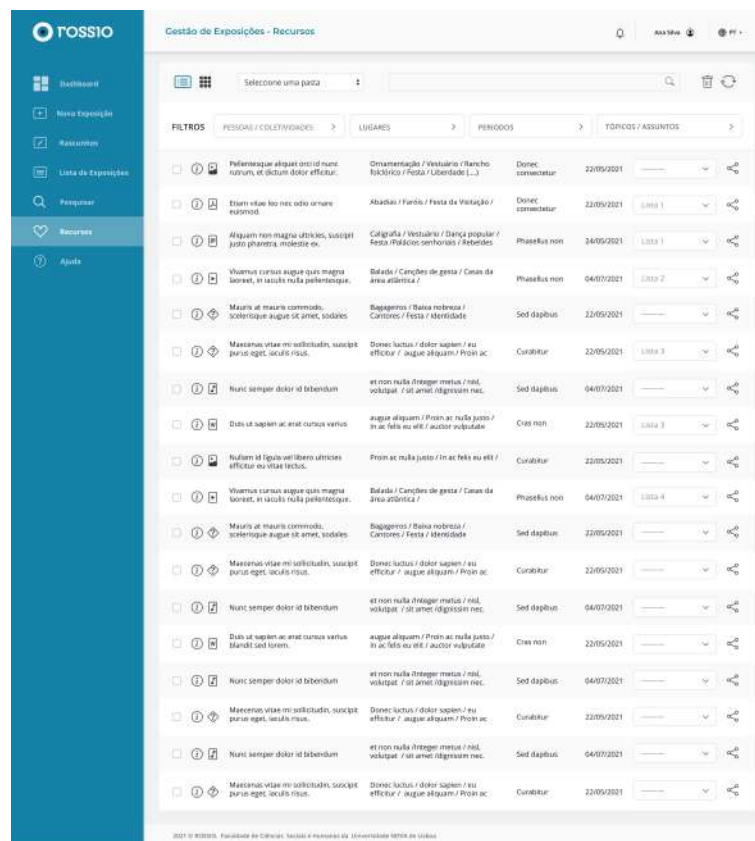 ROSSIO
Gestão de Exposições - Recursos
Ana Silva
PT
Dashboard
Nova Exposição
Rascunhos
Lista de Exposições
Pesquisar
Recursos
Ajuda
Seleccione uma pasta
FILTROS
PESSOAS / COLETIVIDADES
LUGARES
PERIODOS
TÓPICOS / ASSUNTOS
Pellentesque aliquet orci id nunc Ornamentação / Vestuário / Rancho Donec
rutrum, et dictum dolor efficitur. folclórico / Festa / Liberdade (...) consectetur 22/05/2021 --------
Etiam vitae leo nec odio ornare Abadias / Faróis / Festa da Visitação / Donec
euismod. consectetur 22/05/2021 Lista 1
Aliquam non magna ultricies, suscipit Caligrafia / Vestuário / Dança popular /
justo pharetra, molestie ex. Festa /Palácios senhoriais / Rebeldes Phasellus non 24/05/2021 Lista 1
Vivamus cursus augue quis magna Balada / Canções de gesta / Casas da
laoreet, in iaculis nulla pellentesque. área atlântica / Phasellus non 04/07/2021 Lista 2
Mauris at mauris commodo, Bagageiros / Baixa nobreza /
scelerisque augue sit amet, sodales Cantores / Festa / Identidade Sed dapibus 22/05/2021 --------
Maecenas vitae mi sollicitudin, suscipit Donec luctus / dolor sapien / eu
purus eget, iaculis risus. efficitur / augue aliquam / Proin ac Curabitur 22/05/2021 Lista 3
Nunc semper dolor id bibendum et non nulla /Integer metus / nisl,
volutpat / sit amet /dignissim nec. Sed dapibus 04/07/2021 --------
Duis ut sapien ac erat cursus varius augue aliquam / Proin ac nulla justo /
In ac felis eu elit / auctor vulputate Cras non 22/05/2021 Lista 3
Nullam id ligula vel libero ultricies Proin ac nulla justo / In ac felis eu elit /
efficitur eu vitae lectus. Curabitur 22/05/2021 --------
Vivamus cursus augue quis magna Balada / Canções de gesta / Casas da
laoreet, in iaculis nulla pellentesque. área atlântica / Phasellus non 04/07/2021 Lista 4
Mauris at mauris commodo, Bagageiros / Baixa nobreza /
scelerisque augue sit amet, sodales Cantores / Festa / Identidade Sed dapibus 22/05/2021 --------
Maecenas vitae mi sollicitudin, suscipit Donec luctus / dolor sapien / eu
purus eget, iaculis risus. efficitur / augue aliquam / Proin ac Curabitur 22/05/2021 --------
Nunc semper dolor id bibendum et non nulla /Integer metus / nisl,
volutpat / sit amet /dignissim nec. Sed dapibus 04/07/2021 --------
Duis ut sapien ac erat cursus varius augue aliquam / Proin ac nulla justo /
blandit sed lorem. In ac felis eu elit / auctor vulputate Cras non 22/05/2021 --------
Nunc semper dolor id bibendum et non nulla /Integer metus / nisl,
volutpat / sit amet /dignissim nec. Sed dapibus 04/07/2021 --------
Maecenas vitae mi sollicitudin, suscipit Donec luctus / dolor sapien / eu
purus eget, iaculis risus. efficitur / augue aliquam / Proin ac Curabitur 22/05/2021 --------
Nunc semper dolor id bibendum et non nulla /Integer metus / nisl,
volutpat / sit amet /dignissim nec. Sed dapibus 04/07/2021 --------
Maecenas vitae mi sollicitudin, suscipit Donec luctus / dolor sapien / eu
purus eget, iaculis risus. efficitur / augue aliquam / Proin ac Curabitur 22/05/2021 --------
2021 © ROSSIO. Faculdade de Ciências Sociais e Humanas da Universidade NOVA de Lisboa